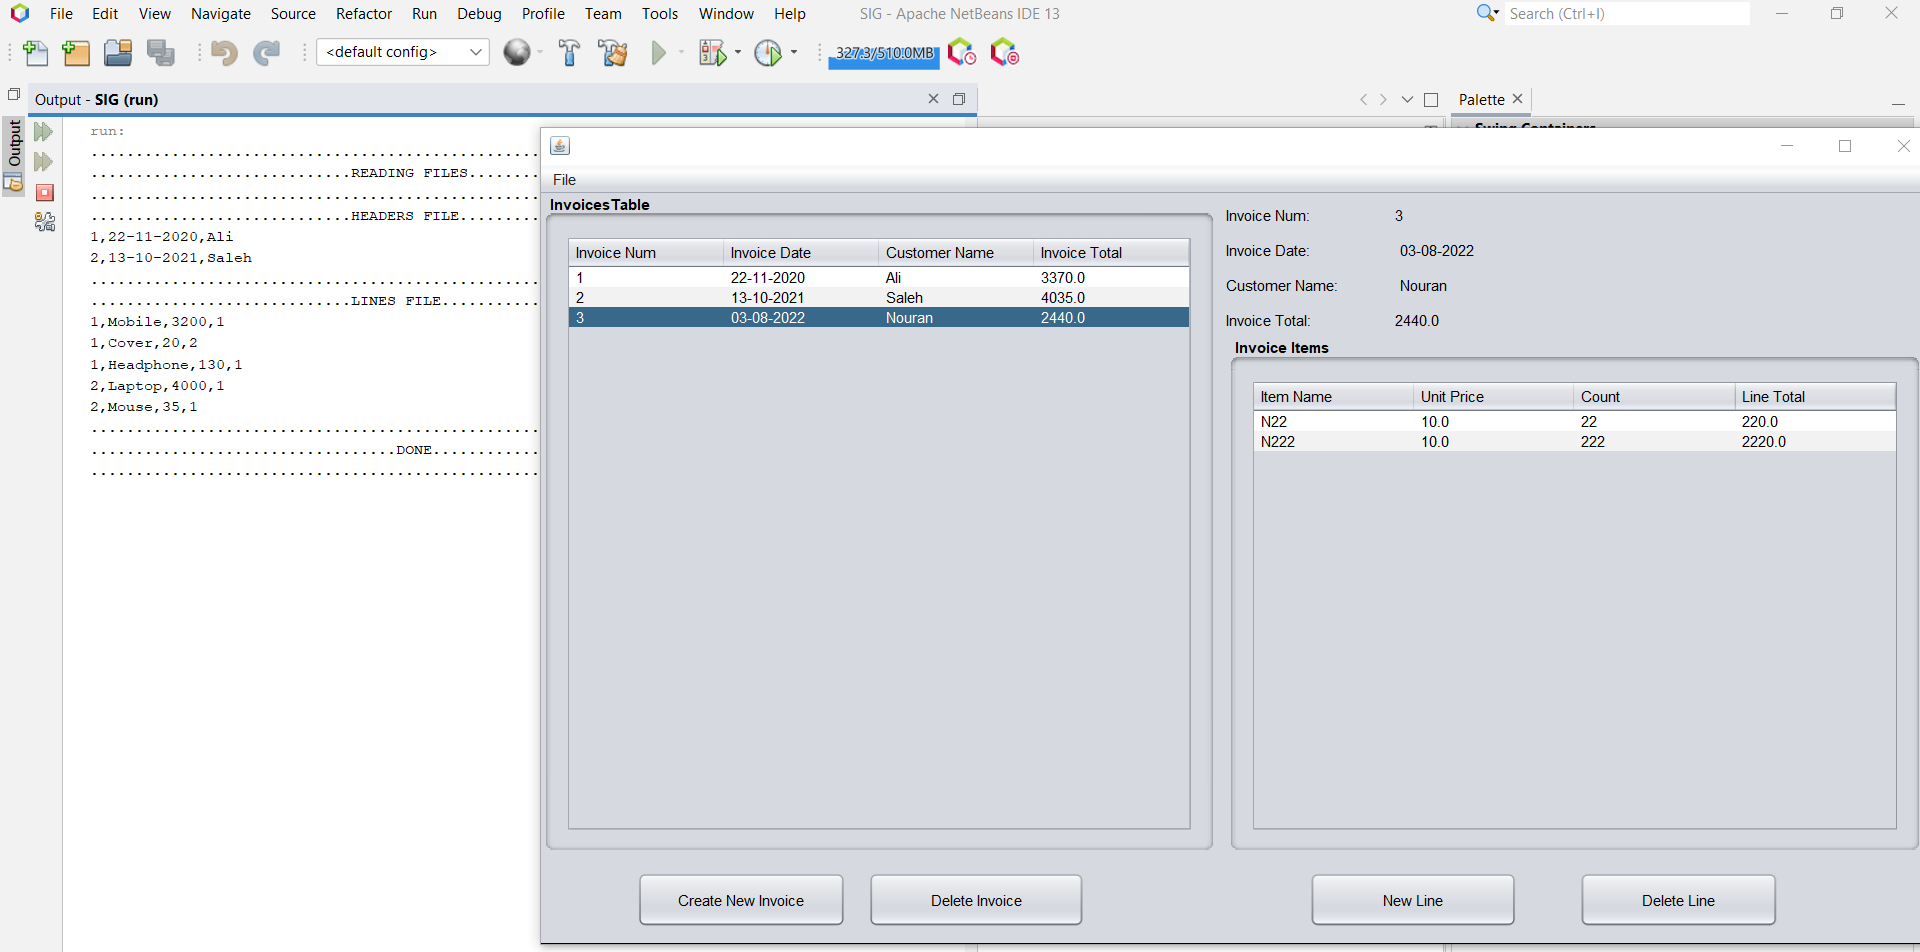 File Edit View Navigate Source Refactor Run Debug Profile Team Tools Window Help SIG - Apache NetBeans IDE 13 Search (Ctrl+I)
<default config> 327.3/510.0MB
Output - SIG (run) Palette
Output
run:
Swing Containers
..................................................
.............................READING FILES........
..................................................
.............................HEADERS FILE.........
1,22-11-2020,Ali
2,13-10-2021,Saleh
..................................................
.............................LINES FILE...........
1,Mobile,3200,1
1,Cover,20,2
1,Headphone,130,1
2,Laptop,4000,1
2,Mouse,35,1
..................................................
..................................DONE............
..................................................
File
InvoicesTable
Invoice Num Invoice Date Customer Name Invoice Total
1 22-11-2020 Ali 3370.0
2 13-10-2021 Saleh 4035.0
3 03-08-2022 Nouran 2440.0
Create New Invoice Delete Invoice
Invoice Num: 3
Invoice Date: 03-08-2022
Customer Name: Nouran
Invoice Total: 2440.0
Invoice Items
Item Name Unit Price Count Line Total
N22 10.0 22 220.0
N222 10.0 222 2220.0
New Line Delete Line